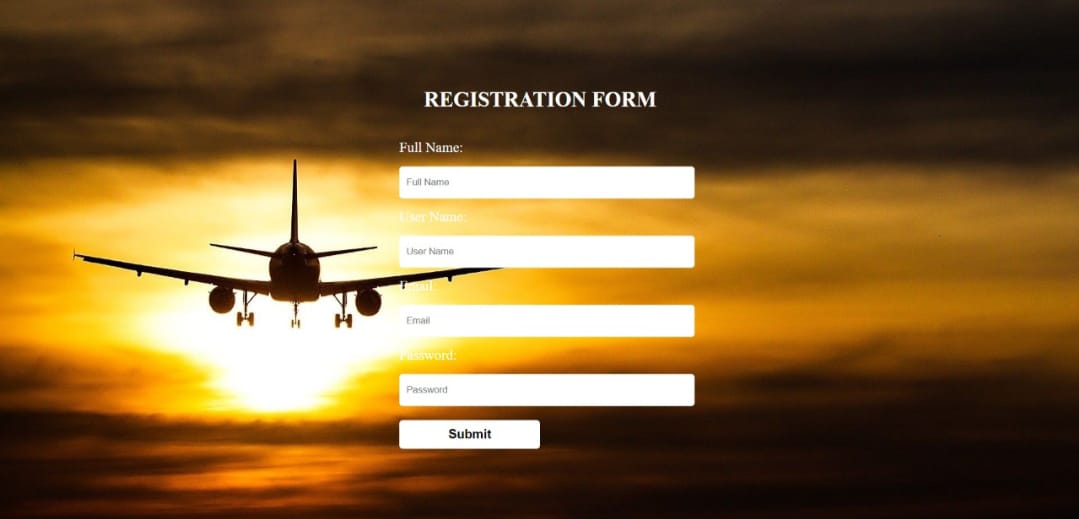 REGISTRATION FORM
Full Name:
Full Name
User Name:
User Name
Email:
Email
Password:
Password
Submit